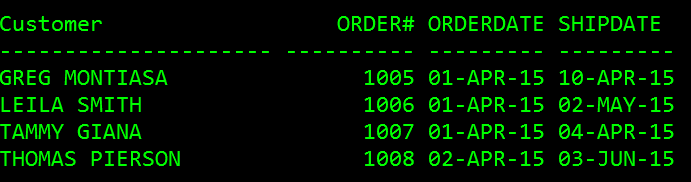 Customer ORDER# ORDERDATE SHIPDATE
--------------------- ---------- --------- ---------
GREG MONTIASA 1005 01-APR-15 10-APR-15
LEILA SMITH 1006 01-APR-15 02-MAY-15
TAMMY GIANA 1007 01-APR-15 04-APR-15
THOMAS PIERSON 1008 02-APR-15 03-JUN-15